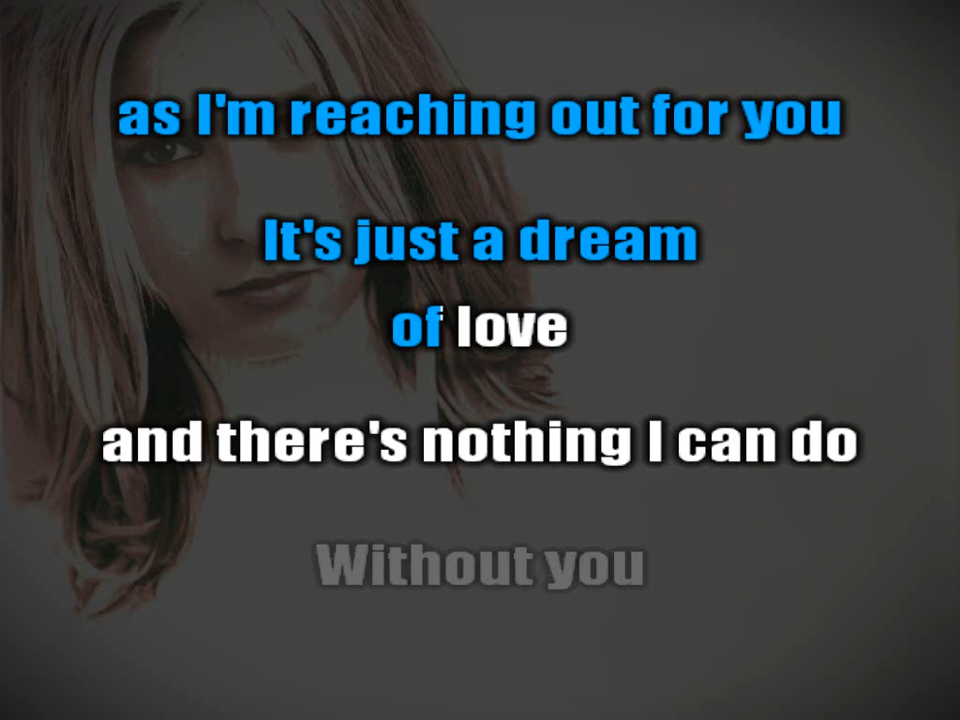 as I'm reaching out for you
It's just a dream
of love
and there's nothing I can do
Without you